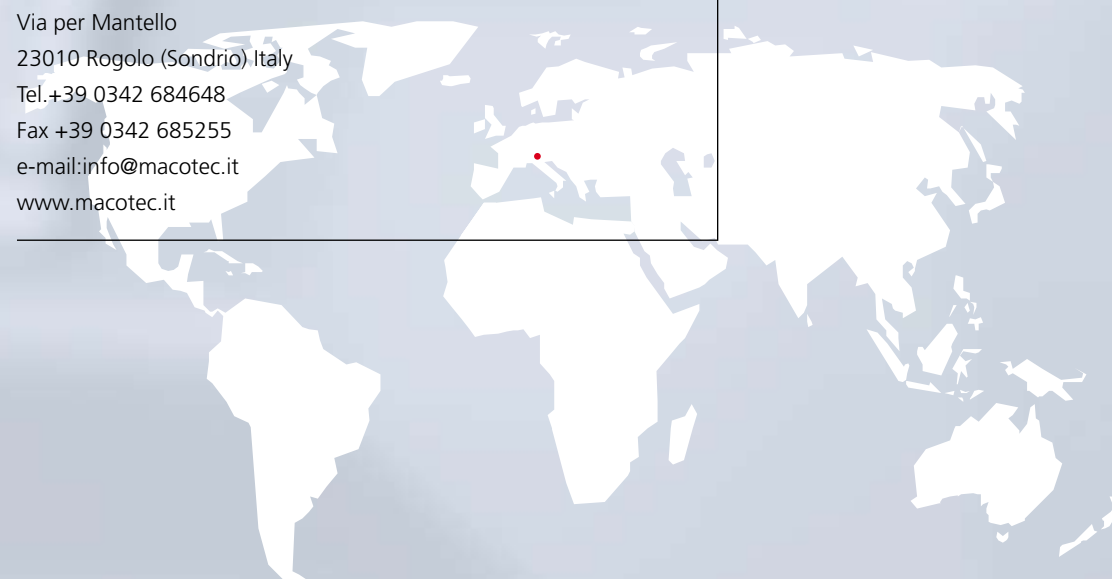 Via per Mantello
23010 Rogolo (Sondrio) Italy
Tel.+39 0342 684648
Fax +39 0342 685255
e-mail:info@macotec.it
www.macotec.it